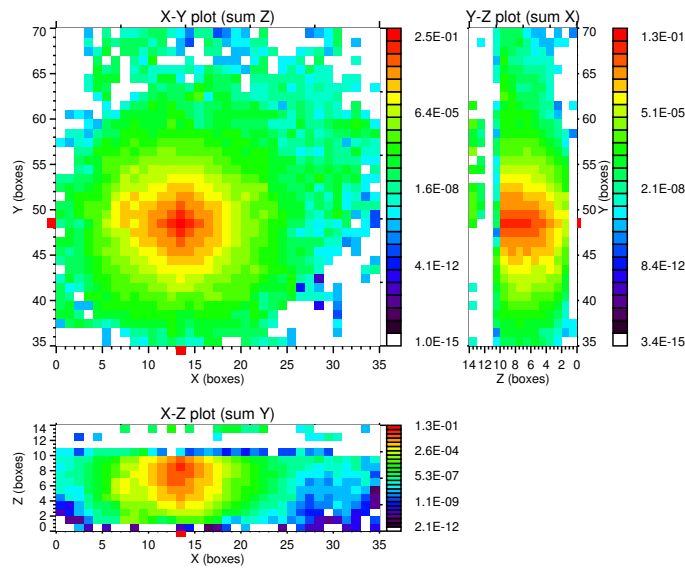 X-Y plot (sum Z)
Y (boxes)
70
65
60
55
50
45
40
35
0 5 10 15 20 25 30 35
X (boxes)
2.5E-01
6.4E-05
1.6E-08
4.1E-12
1.0E-15
Y-Z plot (sum X)
70
65
60
55
50
45
40
35
Y (boxes)
14 12 10 8 6 4 2 0
Z (boxes)
1.3E-01
5.1E-05
2.1E-08
8.4E-12
3.4E-15
X-Z plot (sum Y)
Z (boxes)
14
12
10
8
6
4
2
0
0 5 10 15 20 25 30 35
X (boxes)
1.3E-01
2.6E-04
5.3E-07
1.1E-09
2.1E-12